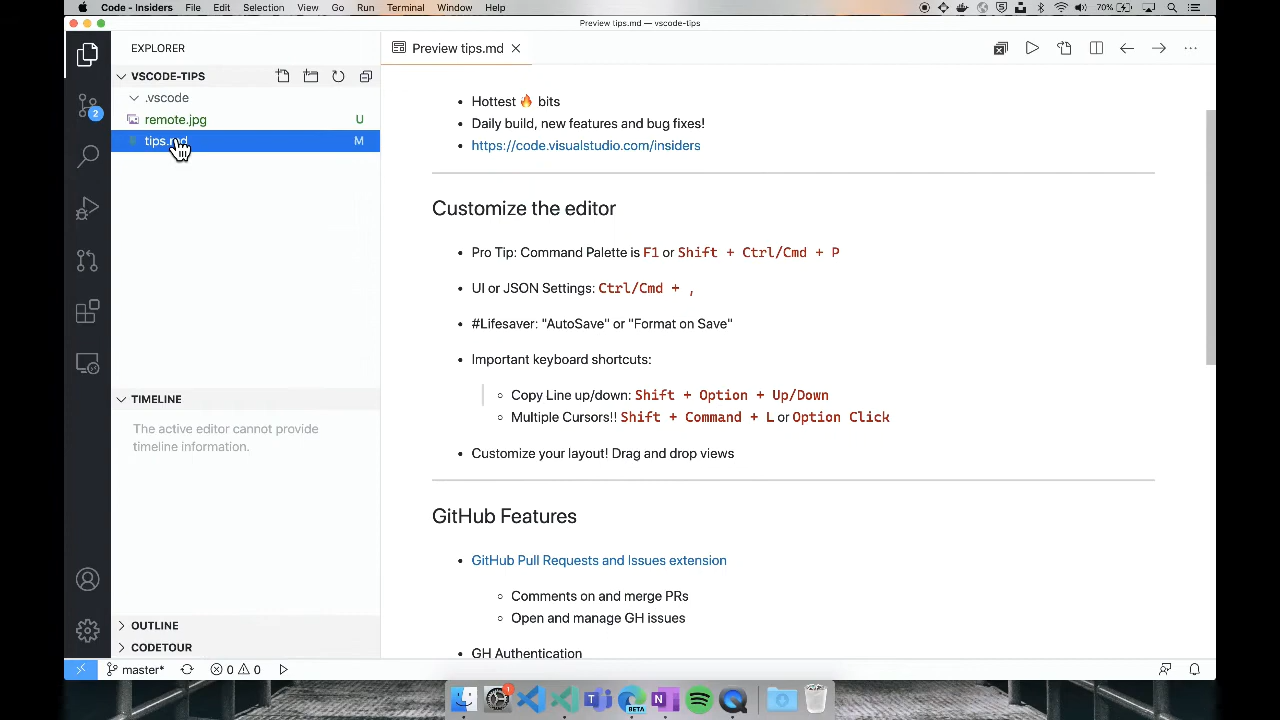 Code - Insiders File Edit Selection View Go Run Terminal Window Help 70%
Preview tips.md — vscode-tips
EXPLORER
Preview tips.md
VSCODE-TIPS
.vscode
remote.jpg U
tips.md M
2
Hottest 🔥 bits
Daily build, new features and bug fixes!
https://code.visualstudio.com/insiders
Customize the editor
Pro Tip: Command Palette is F1 or Shift + Ctrl/Cmd + P
UI or JSON Settings: Ctrl/Cmd + ,
#Lifesaver: "AutoSave" or "Format on Save"
Important keyboard shortcuts:
Copy Line up/down: Shift + Option + Up/Down
Multiple Cursors!! Shift + Command + L or Option Click
Customize your layout! Drag and drop views
GitHub Features
GitHub Pull Requests and Issues extension
Comments on and merge PRs
Open and manage GH issues
GH Authentication
TIMELINE
The active editor cannot provide
timeline information.
OUTLINE
CODETOUR
master* 0 0
1
BETA